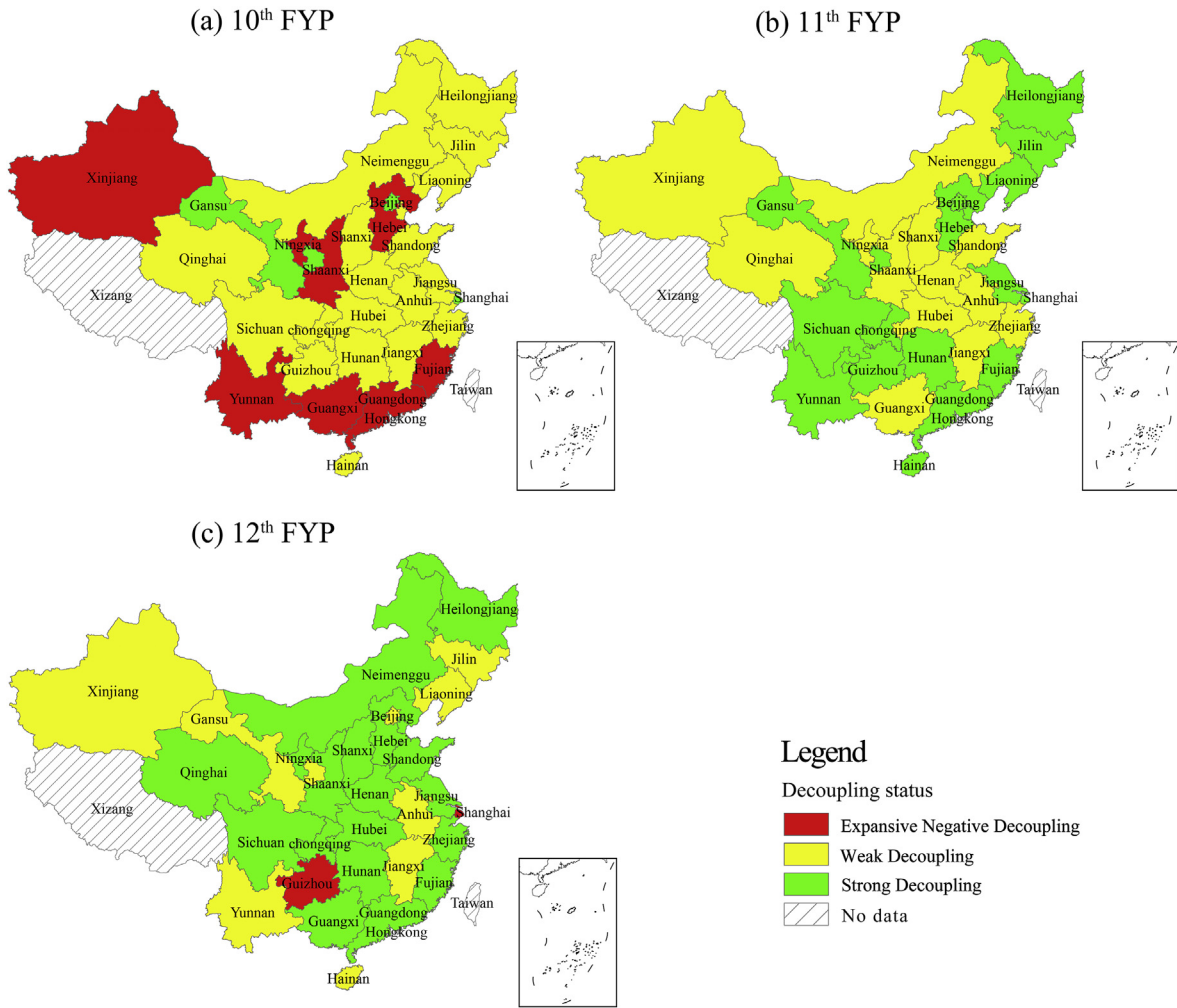 (a) 10th FYP
Heilongjiang
Jilin
Neimenggu
Liaoning
Xinjiang
Beijing
Gansu
Hebei
Ningxia
Shanxi
Shandong
Qinghai
Shaanxi
Henan
Jiangsu
Xizang
Anhui
Shanghai
Hubei
Sichuan
chongqing
Zhejiang
Hunan
Jiangxi
Guizhou
Fujian
Yunnan
Guangdong
Taiwan
Guangxi
Hongkong
Hainan
(b) 11th FYP
Heilongjiang
Jilin
Neimenggu
Liaoning
Xinjiang
Beijing
Gansu
Hebei
Ningxia
Shanxi
Shandong
Qinghai
Shaanxi
Henan
Jiangsu
Xizang
Anhui
Shanghai
Hubei
Sichuan
chongqing
Zhejiang
Hunan
Jiangxi
Guizhou
Fujian
Yunnan
Guangdong
Taiwan
Guangxi
Hongkong
Hainan
(c) 12th FYP
Heilongjiang
Jilin
Neimenggu
Liaoning
Xinjiang
Beijing
Gansu
Hebei
Ningxia
Shanxi
Shandong
Qinghai
Shaanxi
Henan
Jiangsu
Xizang
Anhui
Shanghai
Hubei
Sichuan
chongqing
Zhejiang
Hunan
Jiangxi
Guizhou
Fujian
Yunnan
Guangdong
Taiwan
Guangxi
Hongkong
Hainan
Legend
Decoupling status
Expansive Negative Decoupling
Weak Decoupling
Strong Decoupling
No data